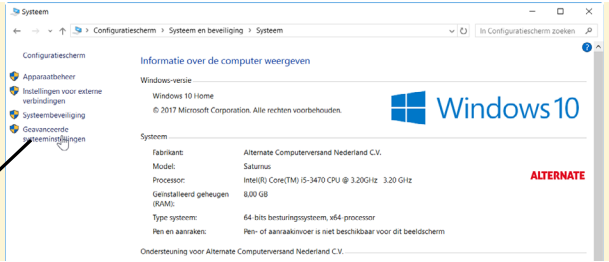 Systeem
Configuratiescherm > Systeem en beveiliging > Systeem
In Configuratiescherm zoeken
Configuratiescherm
Apparaatbeheer
Instellingen voor externe
verbindingen
Systeembeveiliging
Geavanceerde
systeeminstellingen
Informatie over de computer weergeven
Windows-versie
Windows 10 Home
© 2017 Microsoft Corporation. Alle rechten voorbehouden.
Windows 10
Systeem
Fabrikant: Alternate Computerversand Nederland C.V.
Model: Saturnus
Processor: Intel(R) Core(TM) i5-3470 CPU @ 3.20GHz 3.20 GHz
Geïnstalleerd geheugen 8,00 GB
(RAM):
Type systeem: 64-bits besturingssysteem, x64-processor
Pen en aanraken: Pen- of aanraakinvoer is niet beschikbaar voor dit beeldscherm
ALTERNATE
Ondersteuning voor Alternate Computerversand Nederland C.V.